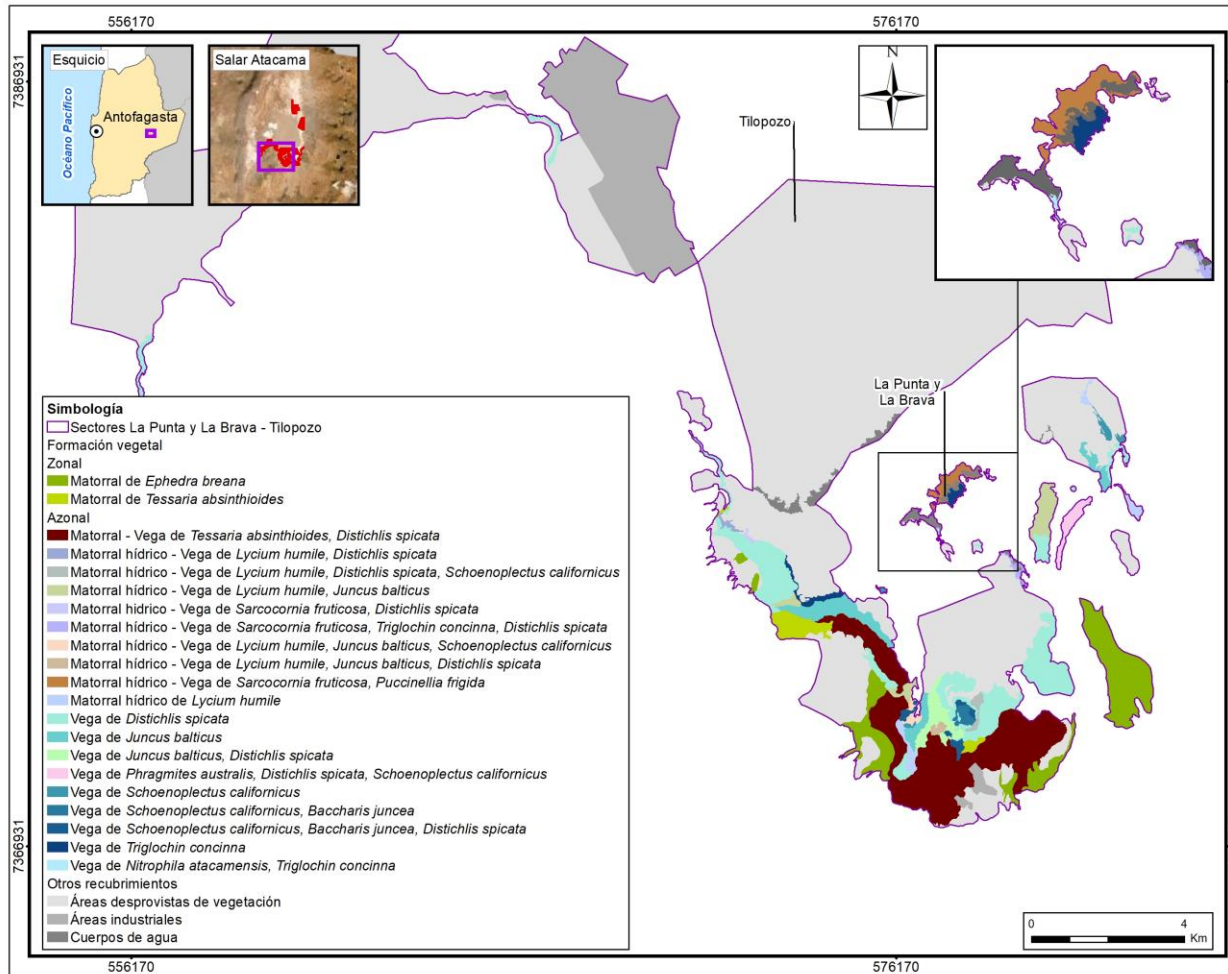 556170
576170
7386931
7366931
Esquicio
Océano Pacífico
Antofagasta
Salar Atacama
N
Tilopozo
La Punta y
La Brava
Simbología
Sectores La Punta y La Brava - Tilopozo
Formación vegetal
Zonal
Matorral de Ephedra breana
Matorral de Tessaria absinthioides
Azonal
Matorral - Vega de Tessaria absinthioides, Distichlis spicata
Matorral hídrico - Vega de Lycium humile, Distichlis spicata
Matorral hídrico - Vega de Lycium humile, Distichlis spicata, Schoenoplectus californicus
Matorral hídrico - Vega de Lycium humile, Juncus balticus
Matorral hidrico - Vega de Sarcocornia fruticosa, Distichlis spicata
Matorral hídrico - Vega de Sarcocornia fruticosa, Triglochin concinna, Distichlis spicata
Matorral hídrico - Vega de Lycium humile, Juncus balticus, Schoenoplectus californicus
Matorral hídrico - Vega de Lycium humile, Juncus balticus, Distichlis spicata
Matorral hídrico - Vega de Sarcocornia fruticosa, Puccinellia frigida
Matorral hídrico de Lycium humile
Vega de Distichlis spicata
Vega de Juncus balticus
Vega de Juncus balticus, Distichlis spicata
Vega de Phragmites australis, Distichlis spicata, Schoenoplectus californicus
Vega de Schoenoplectus californicus
Vega de Schoenoplectus californicus, Baccharis juncea
Vega de Schoenoplectus californicus, Baccharis juncea, Distichlis spicata
Vega de Triglochin concinna
Vega de Nitrophila atacamensis, Triglochin concinna
Otros recubrimientos
Áreas desprovistas de vegetación
Áreas industriales
Cuerpos de agua
0 4
Km
556170
576170